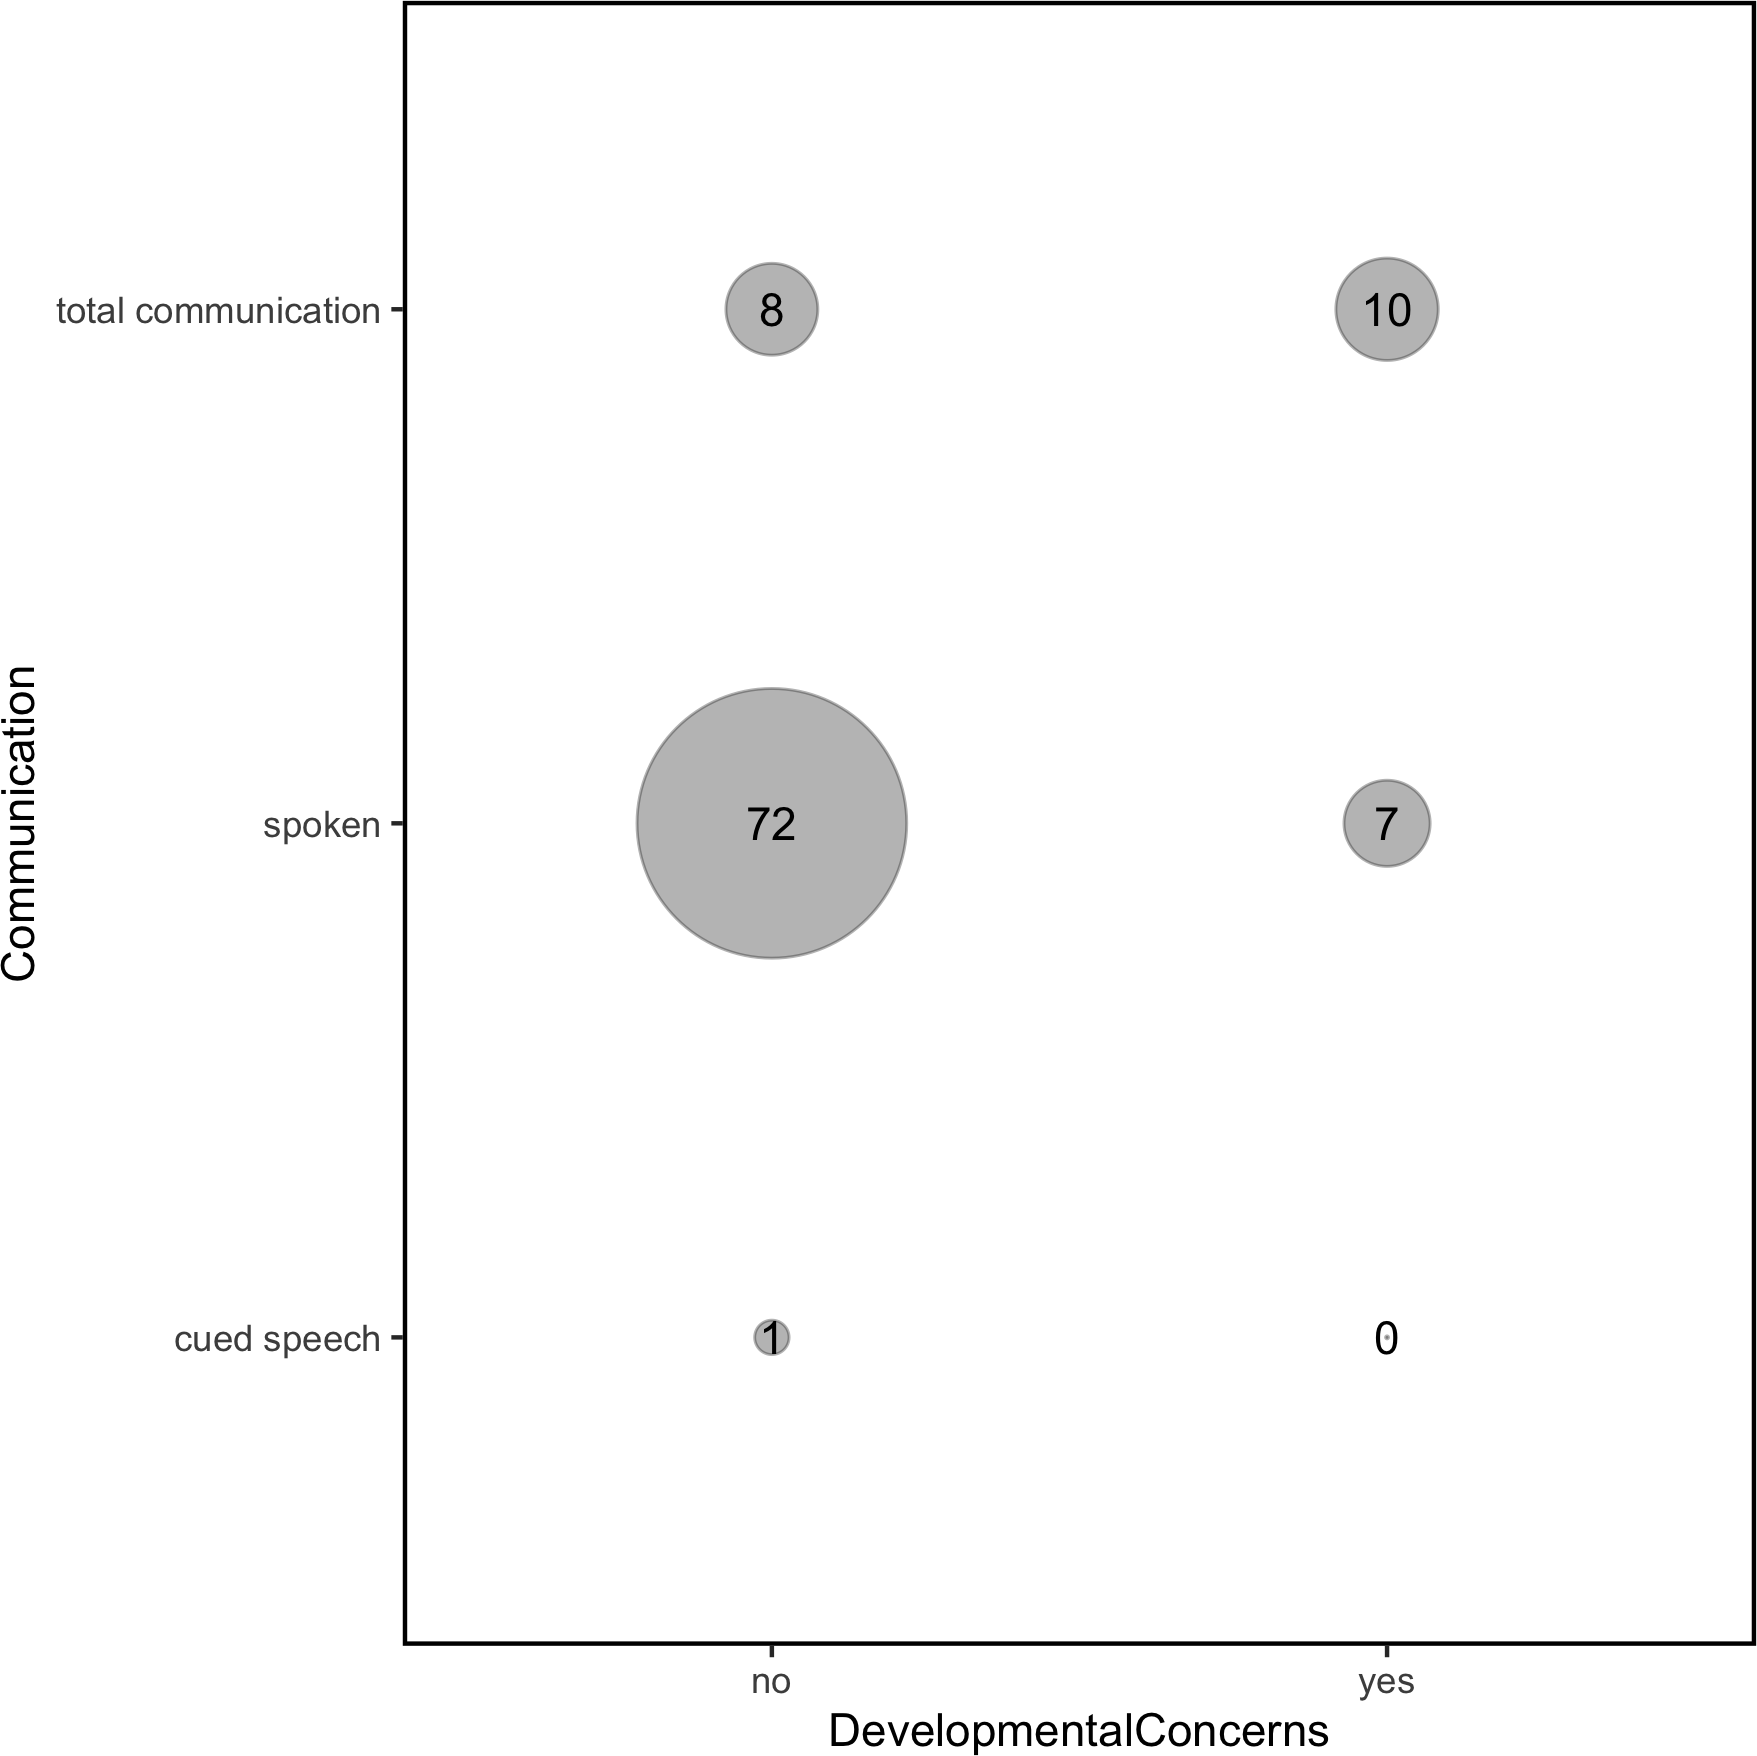 total communication
8
10
Communication
spoken
72
7
cued speech
1
0
no
yes
DevelopmentalConcerns